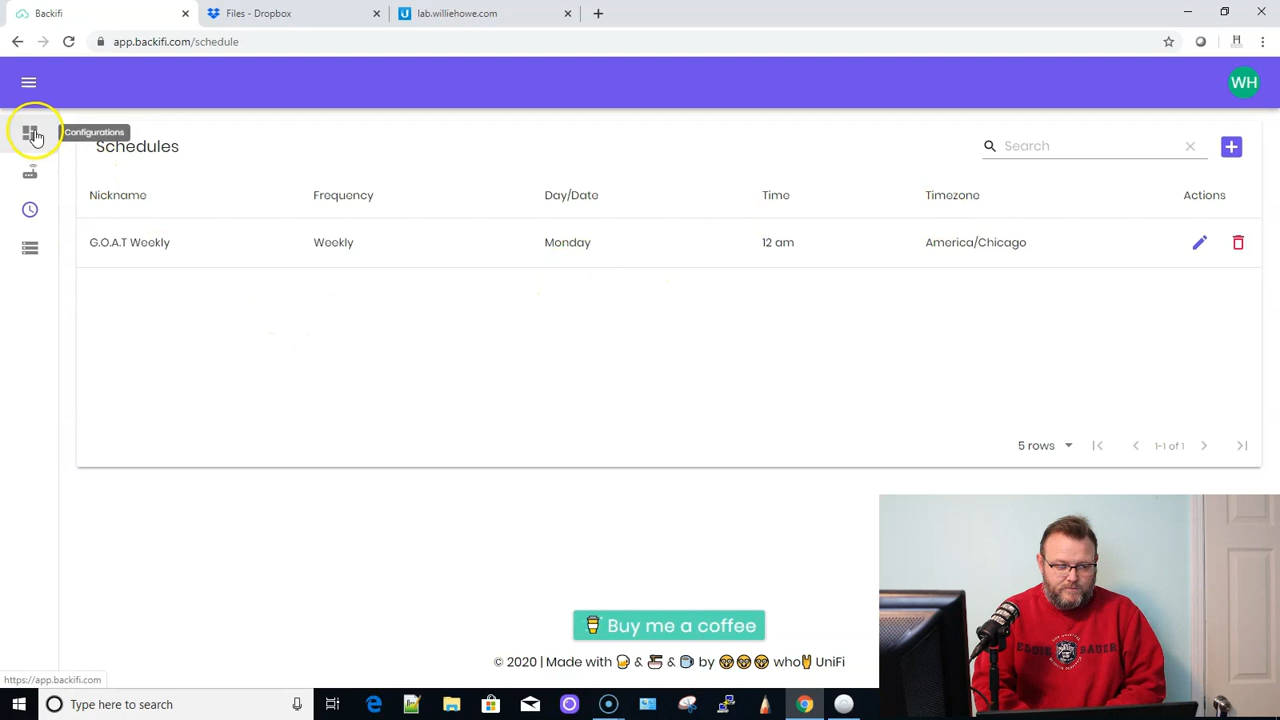 Backifi
Files - Dropbox
lab.williehowe.com
app.backifi.com/schedule
WH
Configurations
Schedules
Search
Nickname Frequency Day/Date Time Timezone Actions
G.O.A.T Weekly Weekly Monday 12 am America/Chicago
5 rows 1-1 of 1
Buy me a coffee
© 2020 | Made with & & by who UniFi
EDDIE BAUER
https://app.backifi.com
Type here to search